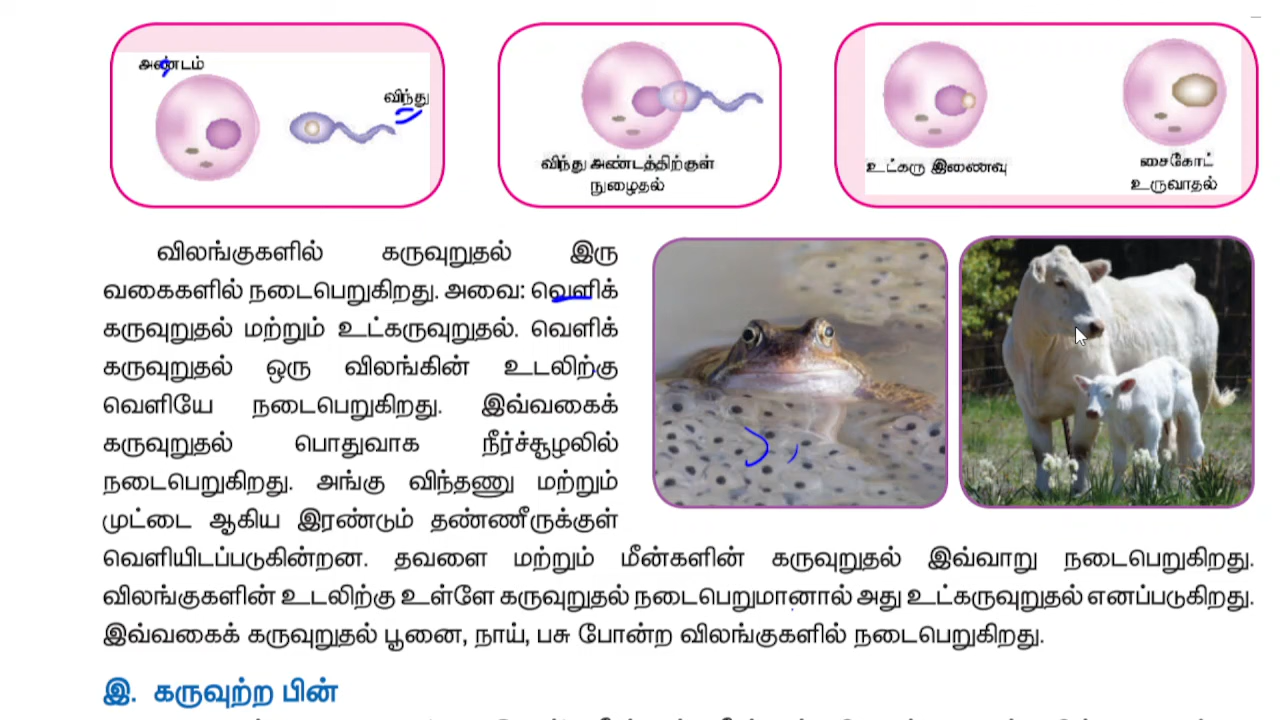 அண்டம்
விந்து
விந்து அண்டத்திற்குள்
நுழைதல்
உட்கரு இணைவு
சைகோட்
உருவாதல்
விலங்குகளில் கருவுறுதல் இரு
வகைகளில் நடைபெறுகிறது. அவை: வெளிக்
கருவுறுதல் மற்றும் உட்கருவுறுதல். வெளிக்
கருவுறுதல் ஒரு விலங்கின் உடலிற்கு
வெளியே நடைபெறுகிறது. இவ்வகைக்
கருவுறுதல் பொதுவாக நீர்ச்சூழலில்
நடைபெறுகிறது. அங்கு விந்தணு மற்றும்
முட்டை ஆகிய இரண்டும் தண்ணீருக்குள்
வெளியிடப்படுகின்றன. தவளை மற்றும் மீன்களின் கருவுறுதல் இவ்வாறு நடைபெறுகிறது.
விலங்குகளின் உடலிற்கு உள்ளே கருவுறுதல் நடைபெறுமானால் அது உட்கருவுறுதல் எனப்படுகிறது.
இவ்வகைக் கருவுறுதல் பூனை, நாய், பசு போன்ற விலங்குகளில் நடைபெறுகிறது.
இ. கருவுற்ற பின்